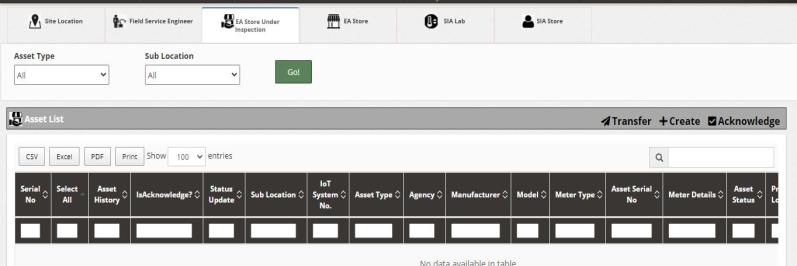 Site Location
Field Service Engineer
EA Store Under
Inspection
EA Store
SIA Lab
SIA Store
Asset Type
Sub Location
All
All
Go!
Asset List
Transfer
Create
Acknowledge
CSV
Excel
PDF
Print
Show 100 entries
Serial
No
Select
All
Asset
History
IsAcknowledge?
Status
Update
Sub Location
IoT
System
No.
Asset Type
Agency
Manufacturer
Model
Meter Type
Asset Serial
No
Meter Details
Asset
Status
No data available in table